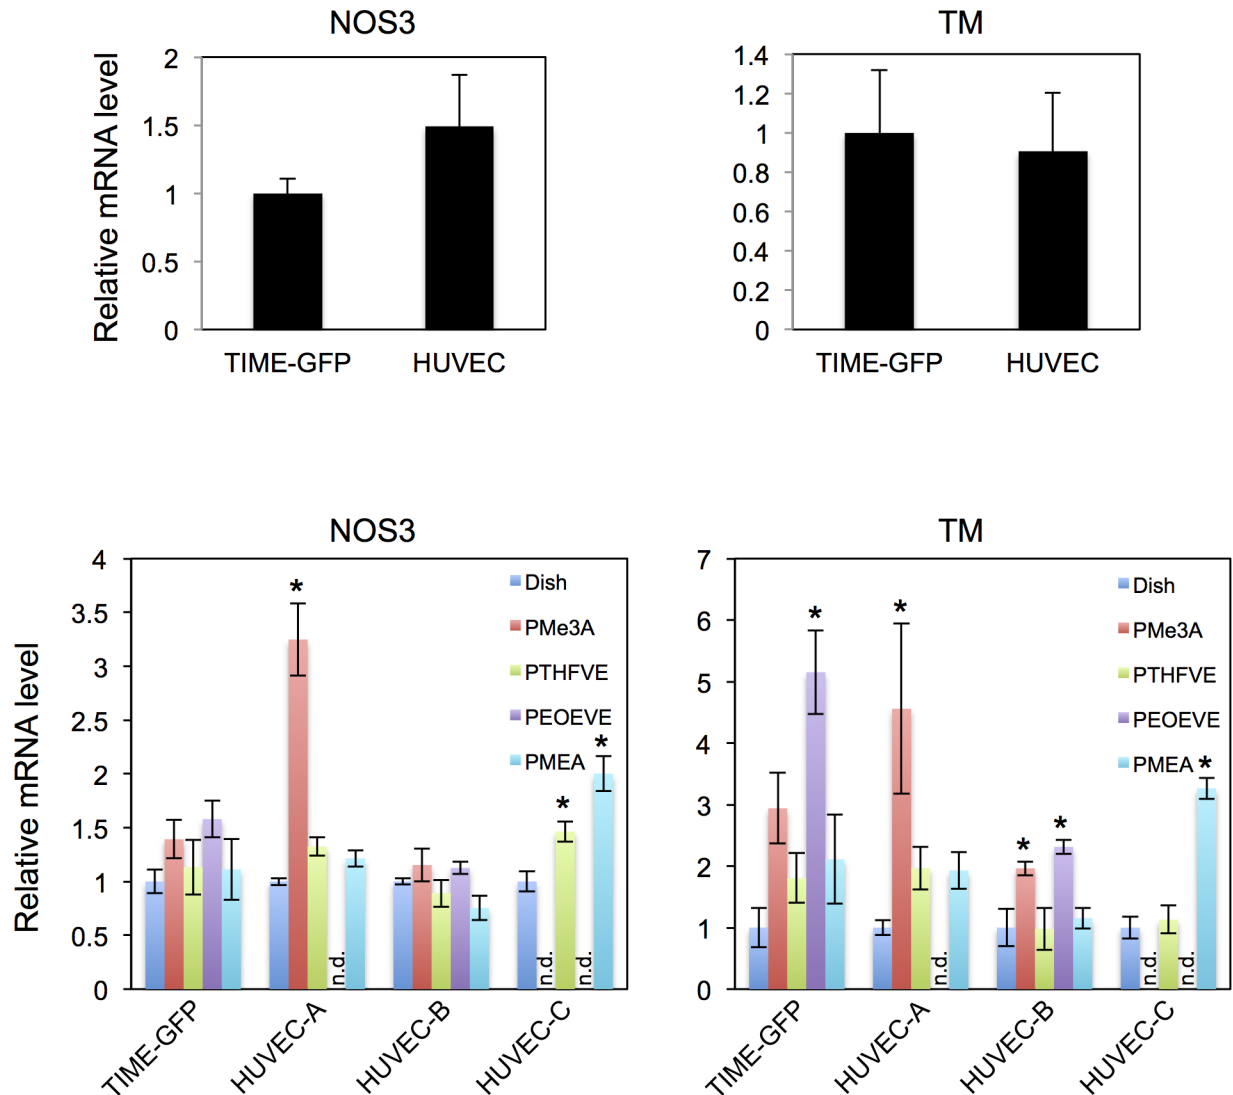 NOS3
Relative mRNA level
2
1.5
1
0.5
0
TIME-GFP HUVEC
TM
1.4
1.2
1
0.8
0.6
0.4
0.2
0
TIME-GFP HUVEC
NOS3
Relative mRNA level
4
3.5
3
2.5
2
1.5
1
0.5
0
Dish
PMe3A
PTHFVE
PEOEVE
PMEA
*
*
*
n.d.
n.d.
n.d.
TIME-GFP
HUVEC-A
HUVEC-B
HUVEC-C
TM
7
6
5
4
3
2
1
0
Dish
PMe3A
PTHFVE
PEOEVE
PMEA
*
*
*
*
*
n.d.
n.d.
n.d.
TIME-GFP
HUVEC-A
HUVEC-B
HUVEC-C